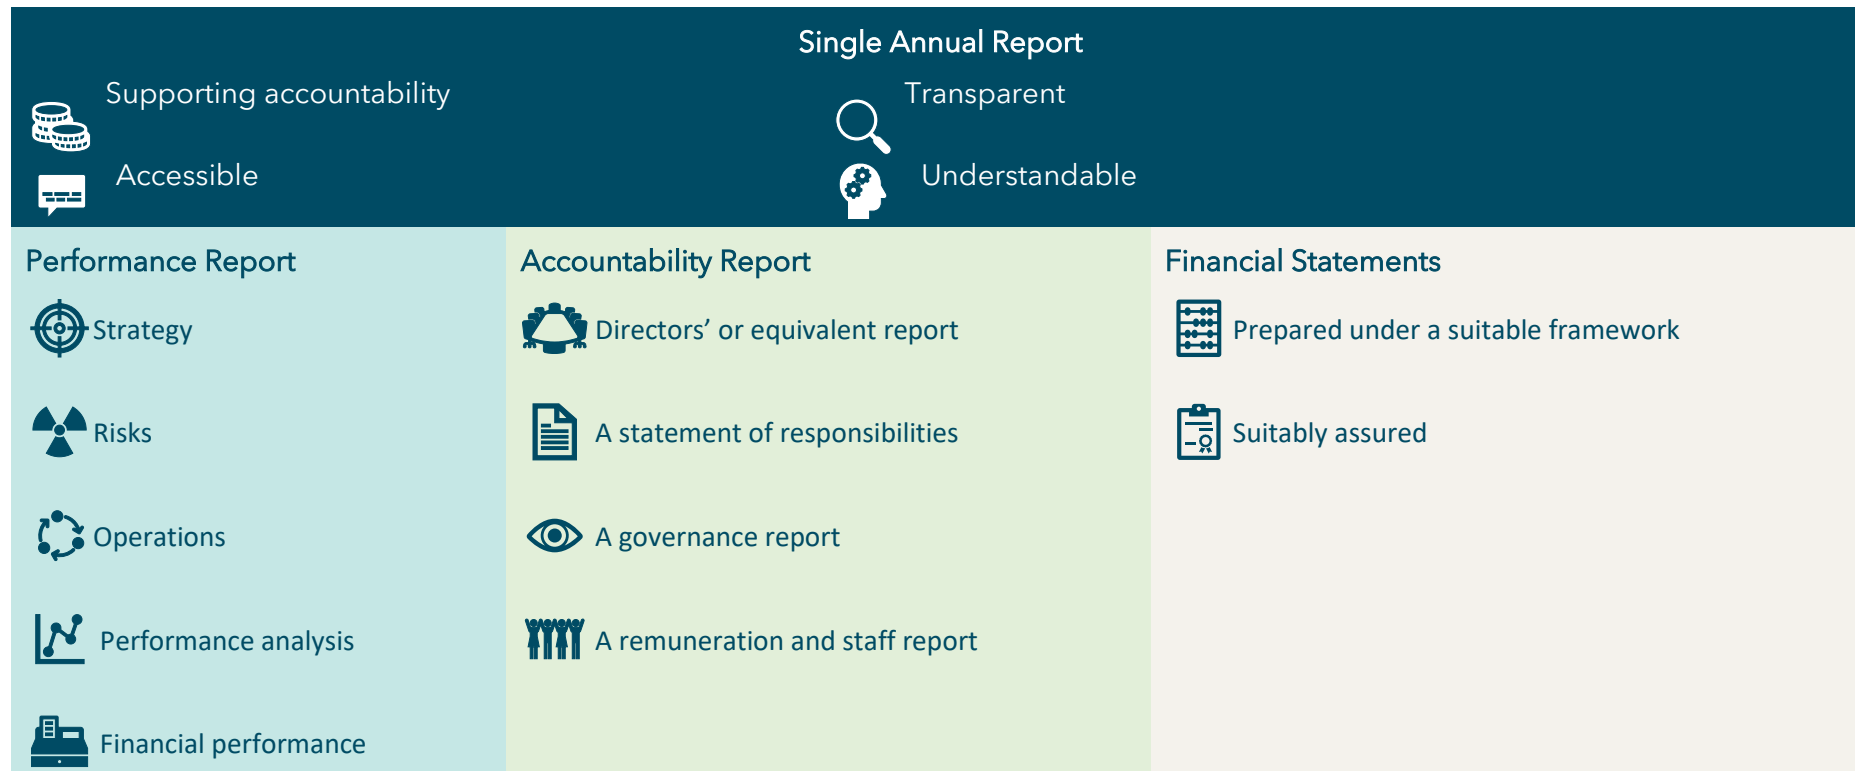 Single Annual Report
Supporting accountability
Transparent
Accessible
Understandable
Performance Report
Strategy
Risks
Operations
Performance analysis
Financial performance
Accountability Report
Directors’ or equivalent report
A statement of responsibilities
A governance report
A remuneration and staff report
Financial Statements
Prepared under a suitable framework
Suitably assured